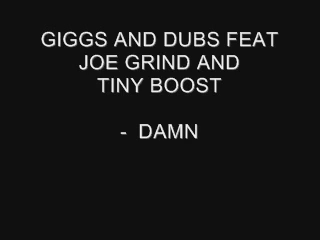 GIGGS AND DUBS FEAT
JOE GRIND AND
TINY BOOST
- DAMN